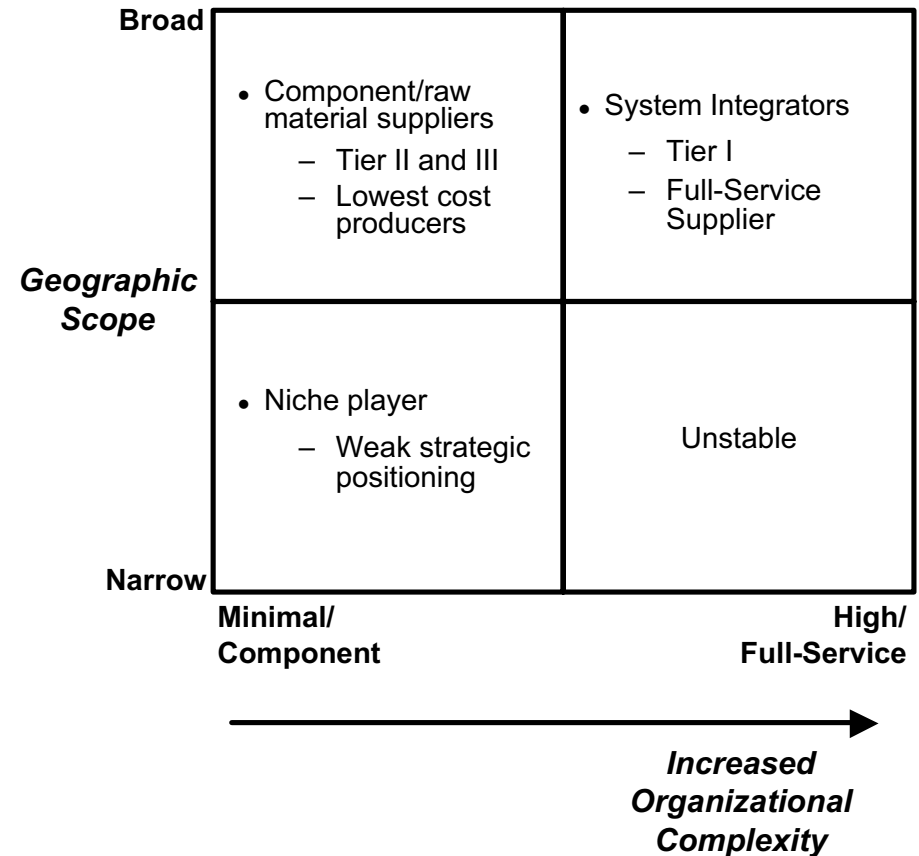 Broad
• Component/raw
material suppliers
– Tier II and III
– Lowest cost
producers
• System Integrators
– Tier I
– Full-Service
Supplier
Geographic
Scope
• Niche player
– Weak strategic
positioning
Unstable
Narrow
Minimal/
Component
High/
Full-Service
Increased
Organizational
Complexity